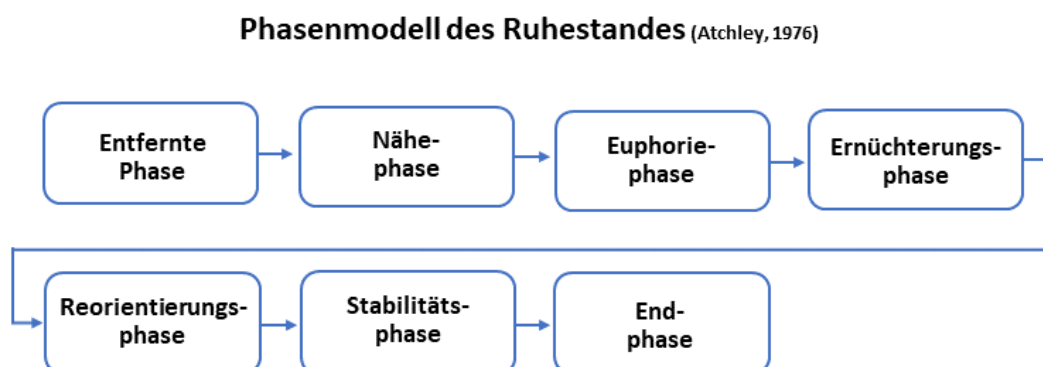 Phasenmodell des Ruhestandes (Atchley, 1976)
Entfernte
Phase
Nähe-
phase
Euphorie-
phase
Ernüchterungs-
phase
Reorientierungs-
phase
Stabilitäts-
phase
End-
phase